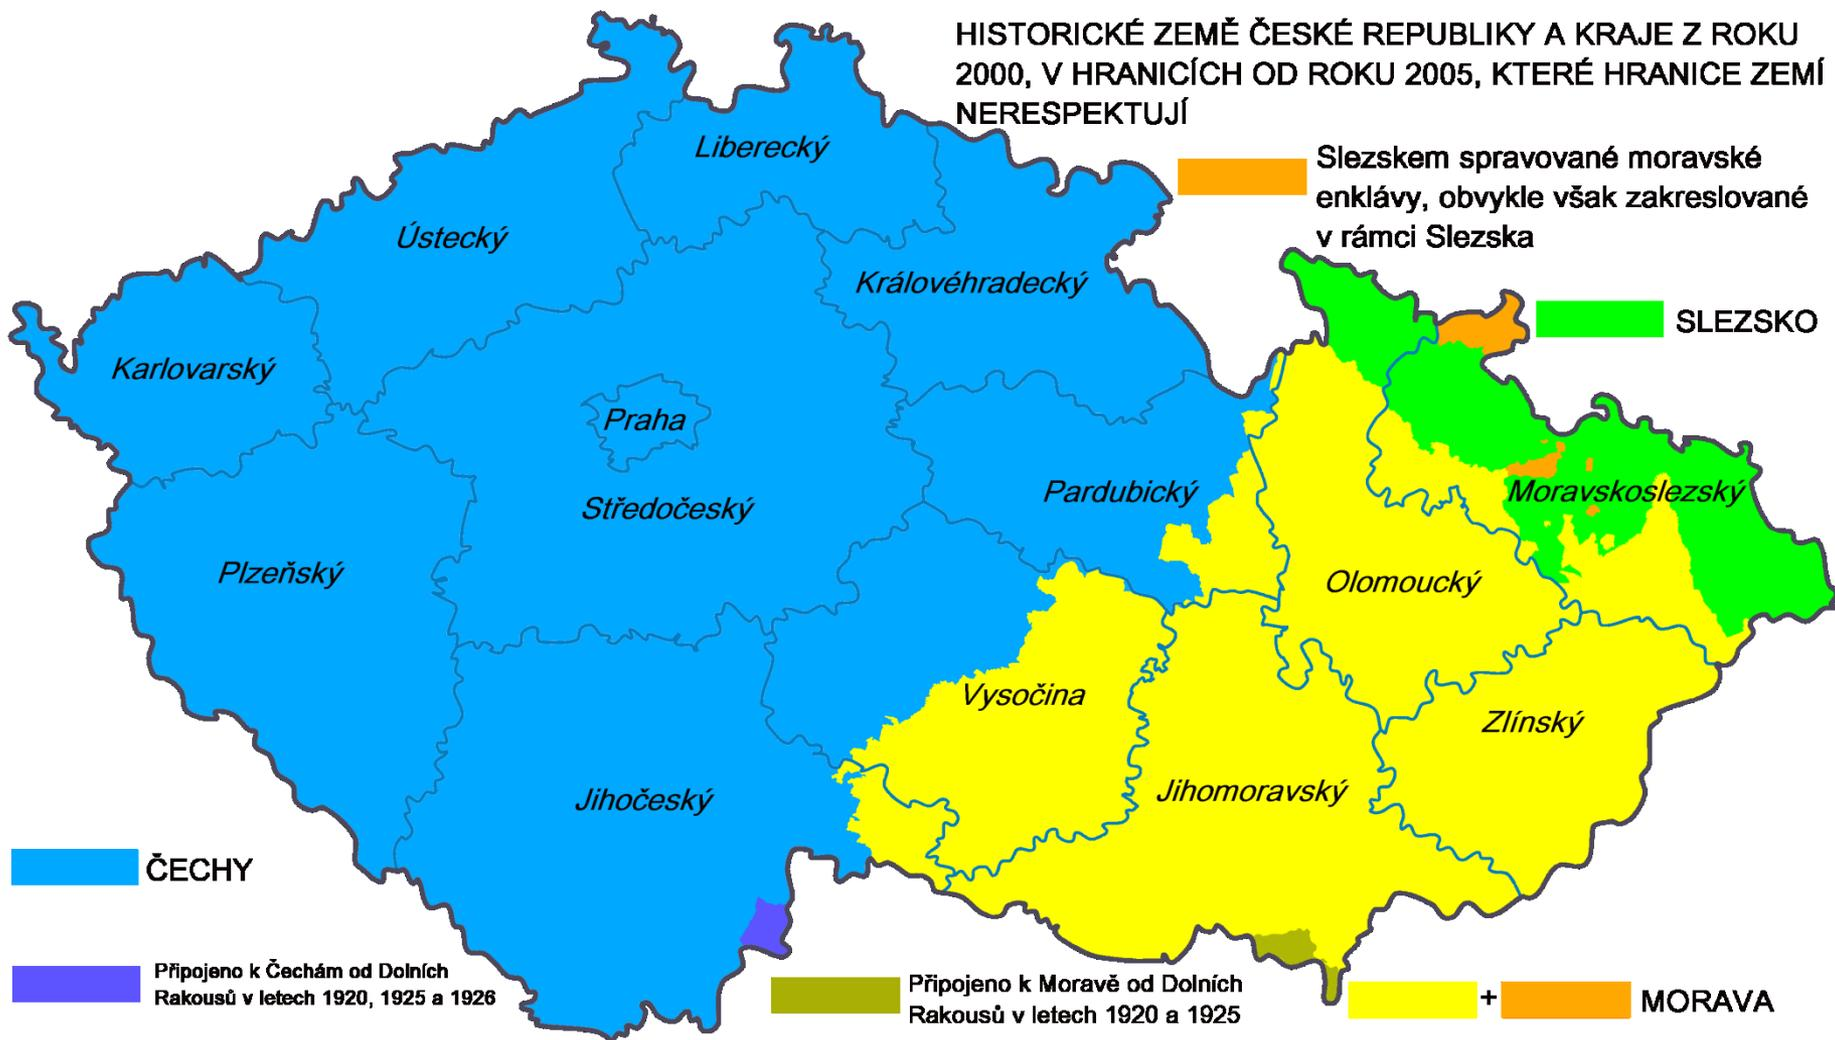 HISTORICKÉ ZEMĚ ČESKÉ REPUBLIKY A KRAJE Z ROKU
2000, V HRANICÍCH OD ROKU 2005, KTERÉ HRANICE ZEMÍ
NERESPEKTUJÍ
Slezskem spravované moravské
enklávy, obvykle však zakreslované
v rámci Slezska
SLEZSKO
Liberecký
Ústecký
Královéhradecký
Karlovarský
Praha
Středočeský
Pardubický
Moravskoslezský
Plzeňský
Olomoucký
Vysočina
Zlínský
Jihočeský
Jihomoravský
ČECHY
Připojeno k Čechám od Dolních
Rakousů v letech 1920, 1925 a 1926
Připojeno k Moravě od Dolních
Rakousů v letech 1920 a 1925
+
MORAVA